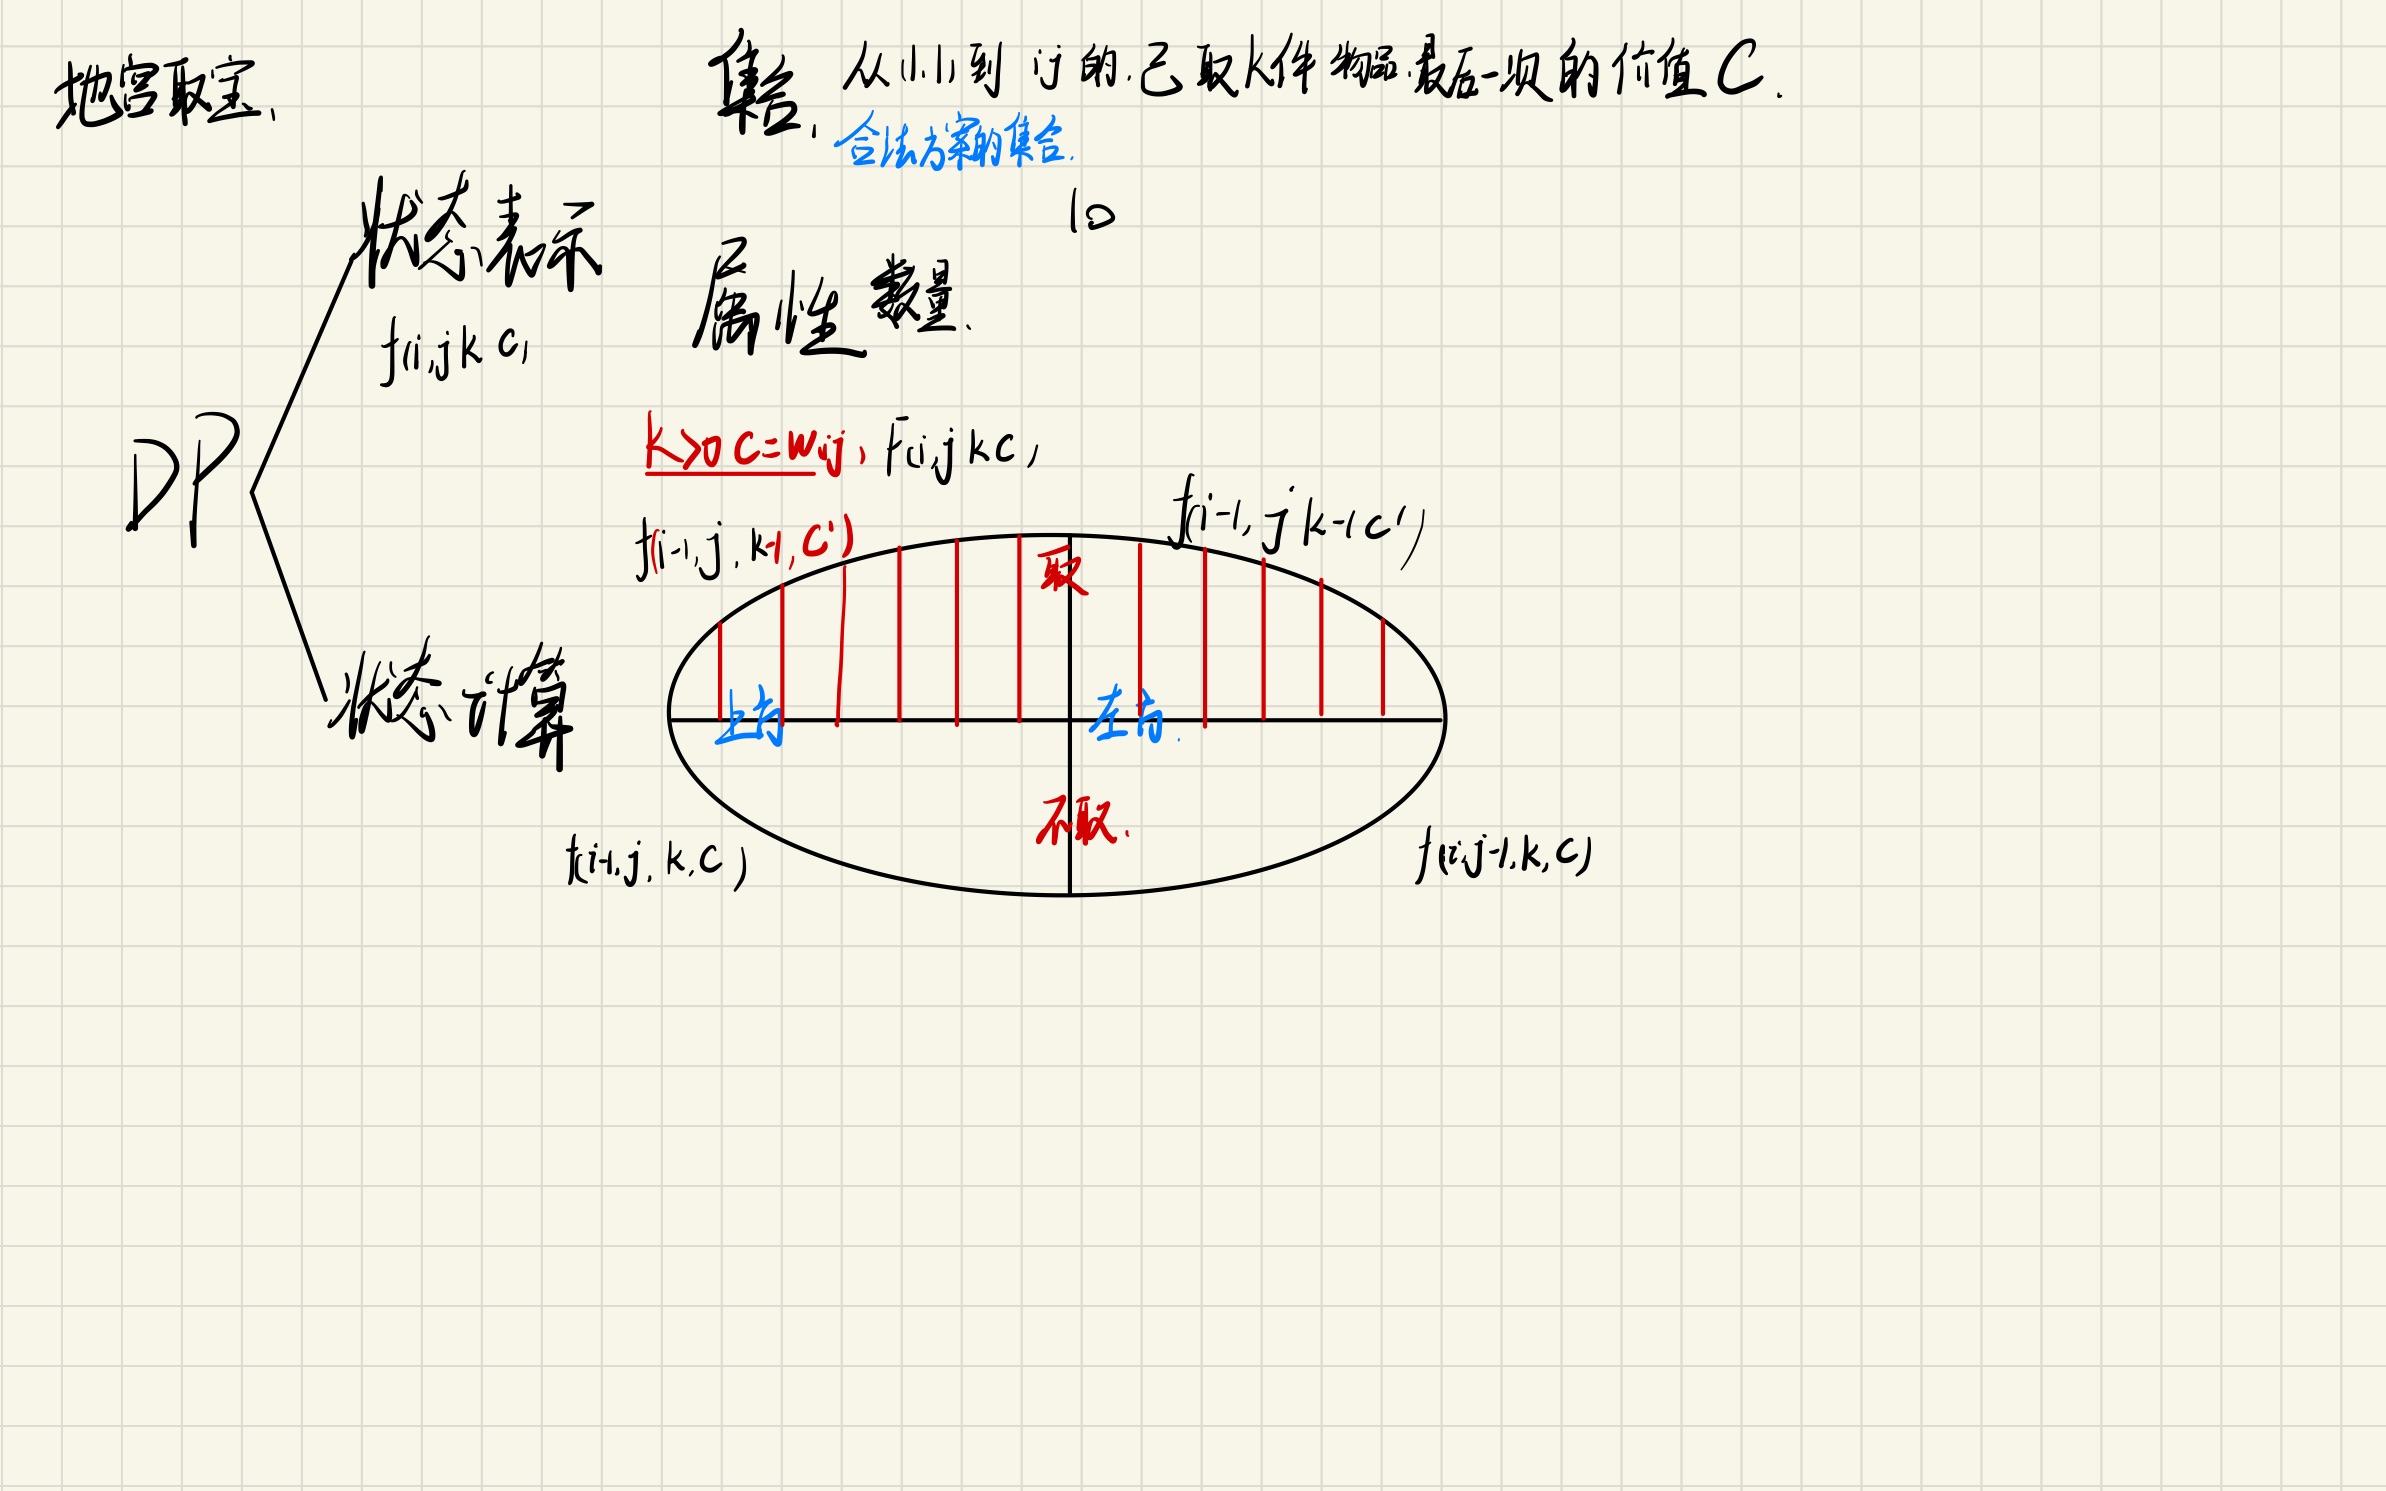 地宫取宝.
集合. 从(1.1)到 i,j 的.已取k件物品.最后一项的价值C.
合法方案的集合.
10
状态表示
属性 数量.
f(i,j k c)
k>0 c=wij, F(i,j k c)
f(i-1, j k-1 c')
f(i-1, j, k-1, c')
取
状态计算
上方 左方.
不取.
f(i-1, j, k, c)
f(i, j-1, k, c)
DP